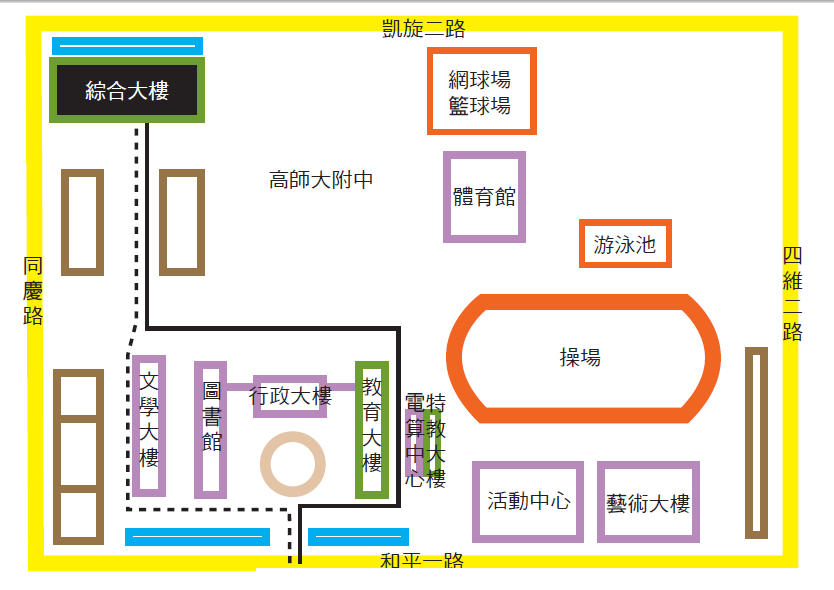 凱旋二路
綜合大樓
網球場
籃球場
高師大附中
體育館
游泳池
同慶路
四維二路
操場
文學大樓
圖書館
行政大樓
教育大樓
電算中心
特教大樓
活動中心
藝術大樓
和平一路